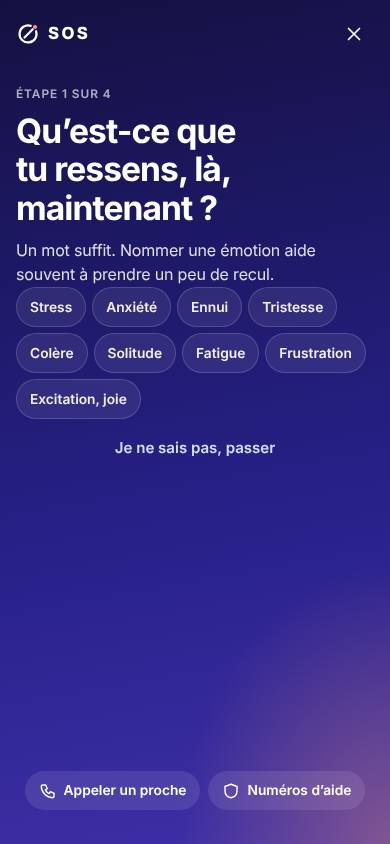 SOS
ÉTAPE 1 SUR 4
Qu’est-ce que
tu ressens, là,
maintenant ?
Un mot suffit. Nommer une émotion aide
souvent à prendre un peu de recul.
Stress Anxiété Ennui Tristesse
Colère Solitude Fatigue Frustration
Excitation, joie
Je ne sais pas, passer
Appeler un proche Numéros d’aide